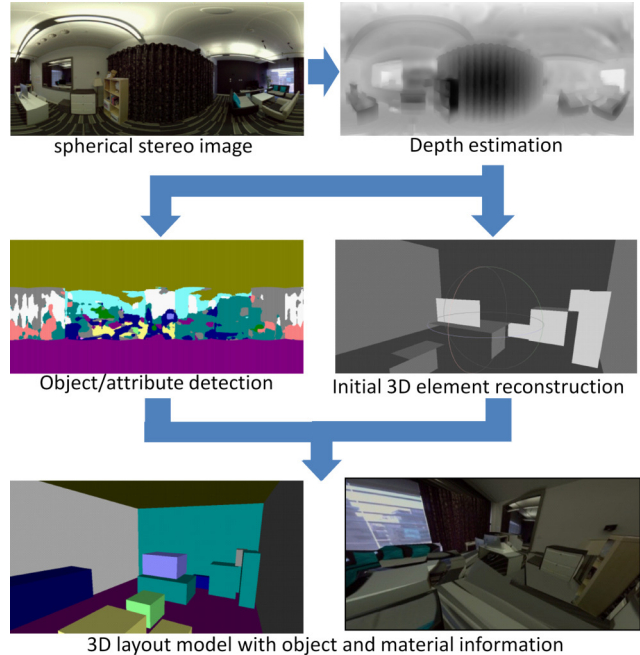 spherical stereo image
Depth estimation
Object/attribute detection
Initial 3D element reconstruction
3D layout model with object and material information